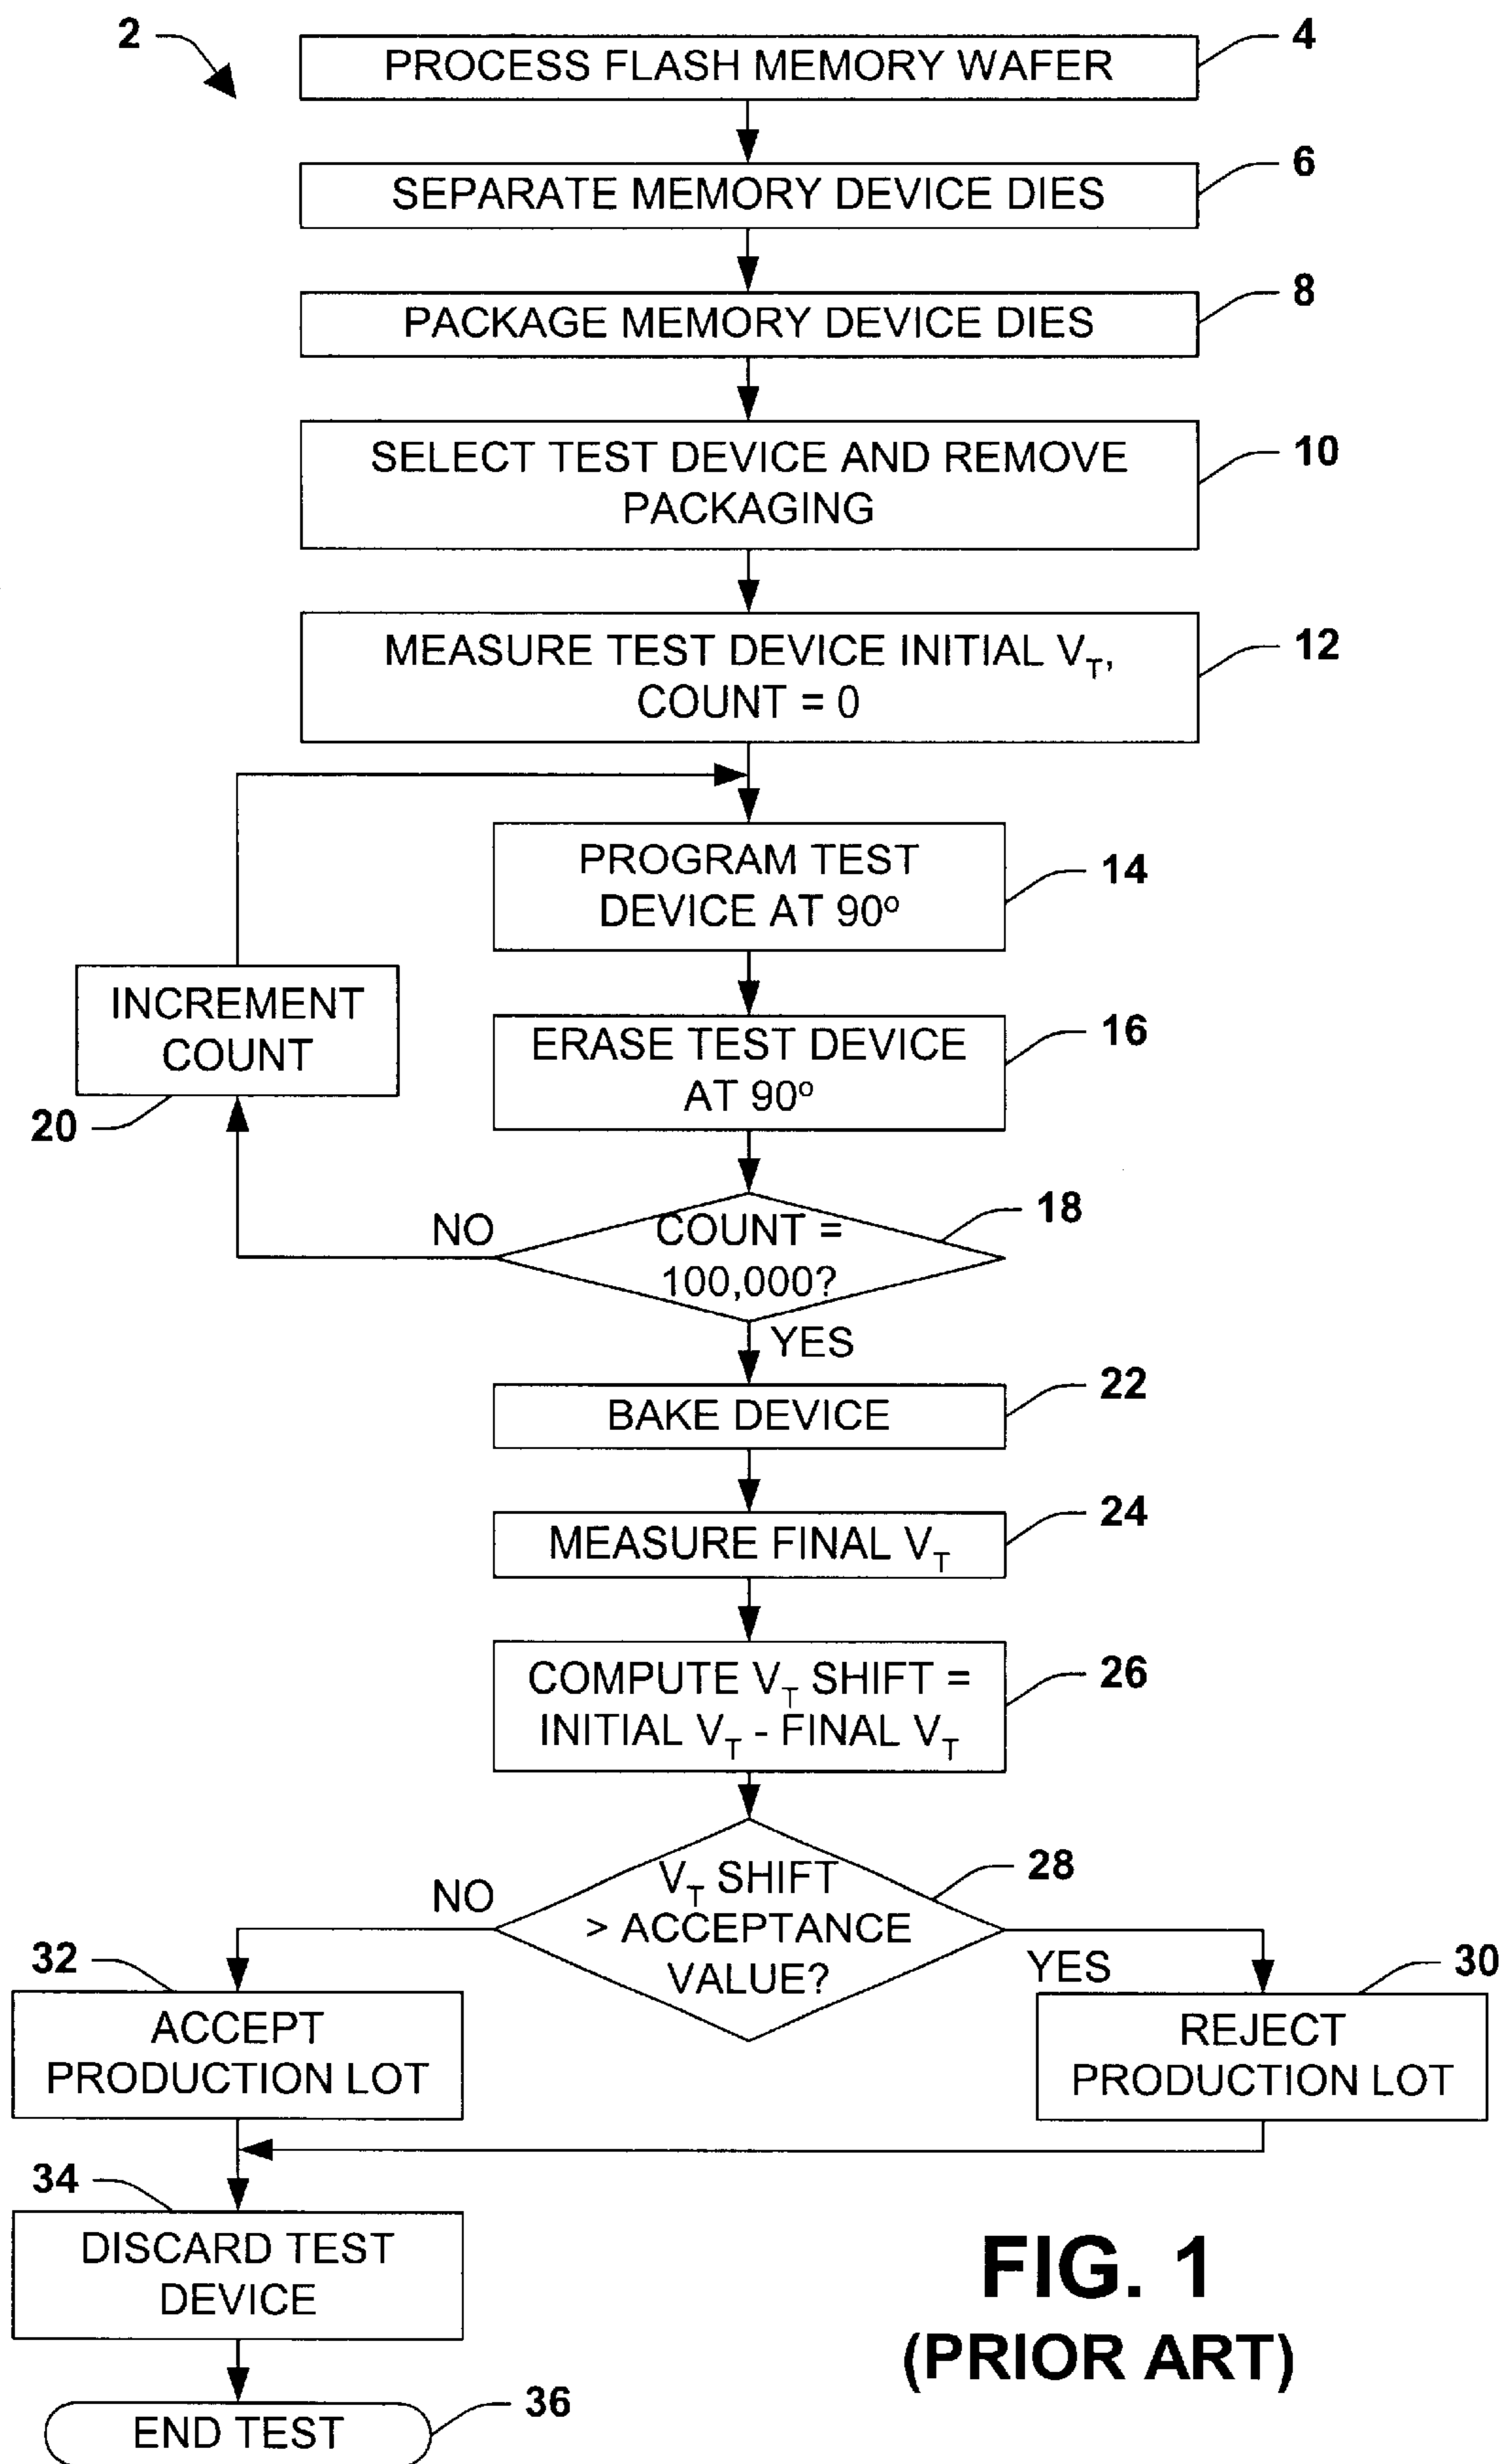 2
PROCESS FLASH MEMORY WAFER
4
SEPARATE MEMORY DEVICE DIES
6
PACKAGE MEMORY DEVICE DIES
8
SELECT TEST DEVICE AND REMOVE
PACKAGING
10
MEASURE TEST DEVICE INITIAL VT,
COUNT = 0
12
PROGRAM TEST
DEVICE AT 90º
14
INCREMENT
COUNT
20
ERASE TEST DEVICE
AT 90º
16
NO
COUNT =
100,000?
18
YES
BAKE DEVICE
22
MEASURE FINAL VT
24
COMPUTE VT SHIFT =
INITIAL VT - FINAL VT
26
NO
VT SHIFT
> ACCEPTANCE
VALUE?
28
YES
32
ACCEPT
PRODUCTION LOT
30
REJECT
PRODUCTION LOT
34
DISCARD TEST
DEVICE
END TEST
36
FIG. 1
(PRIOR ART)